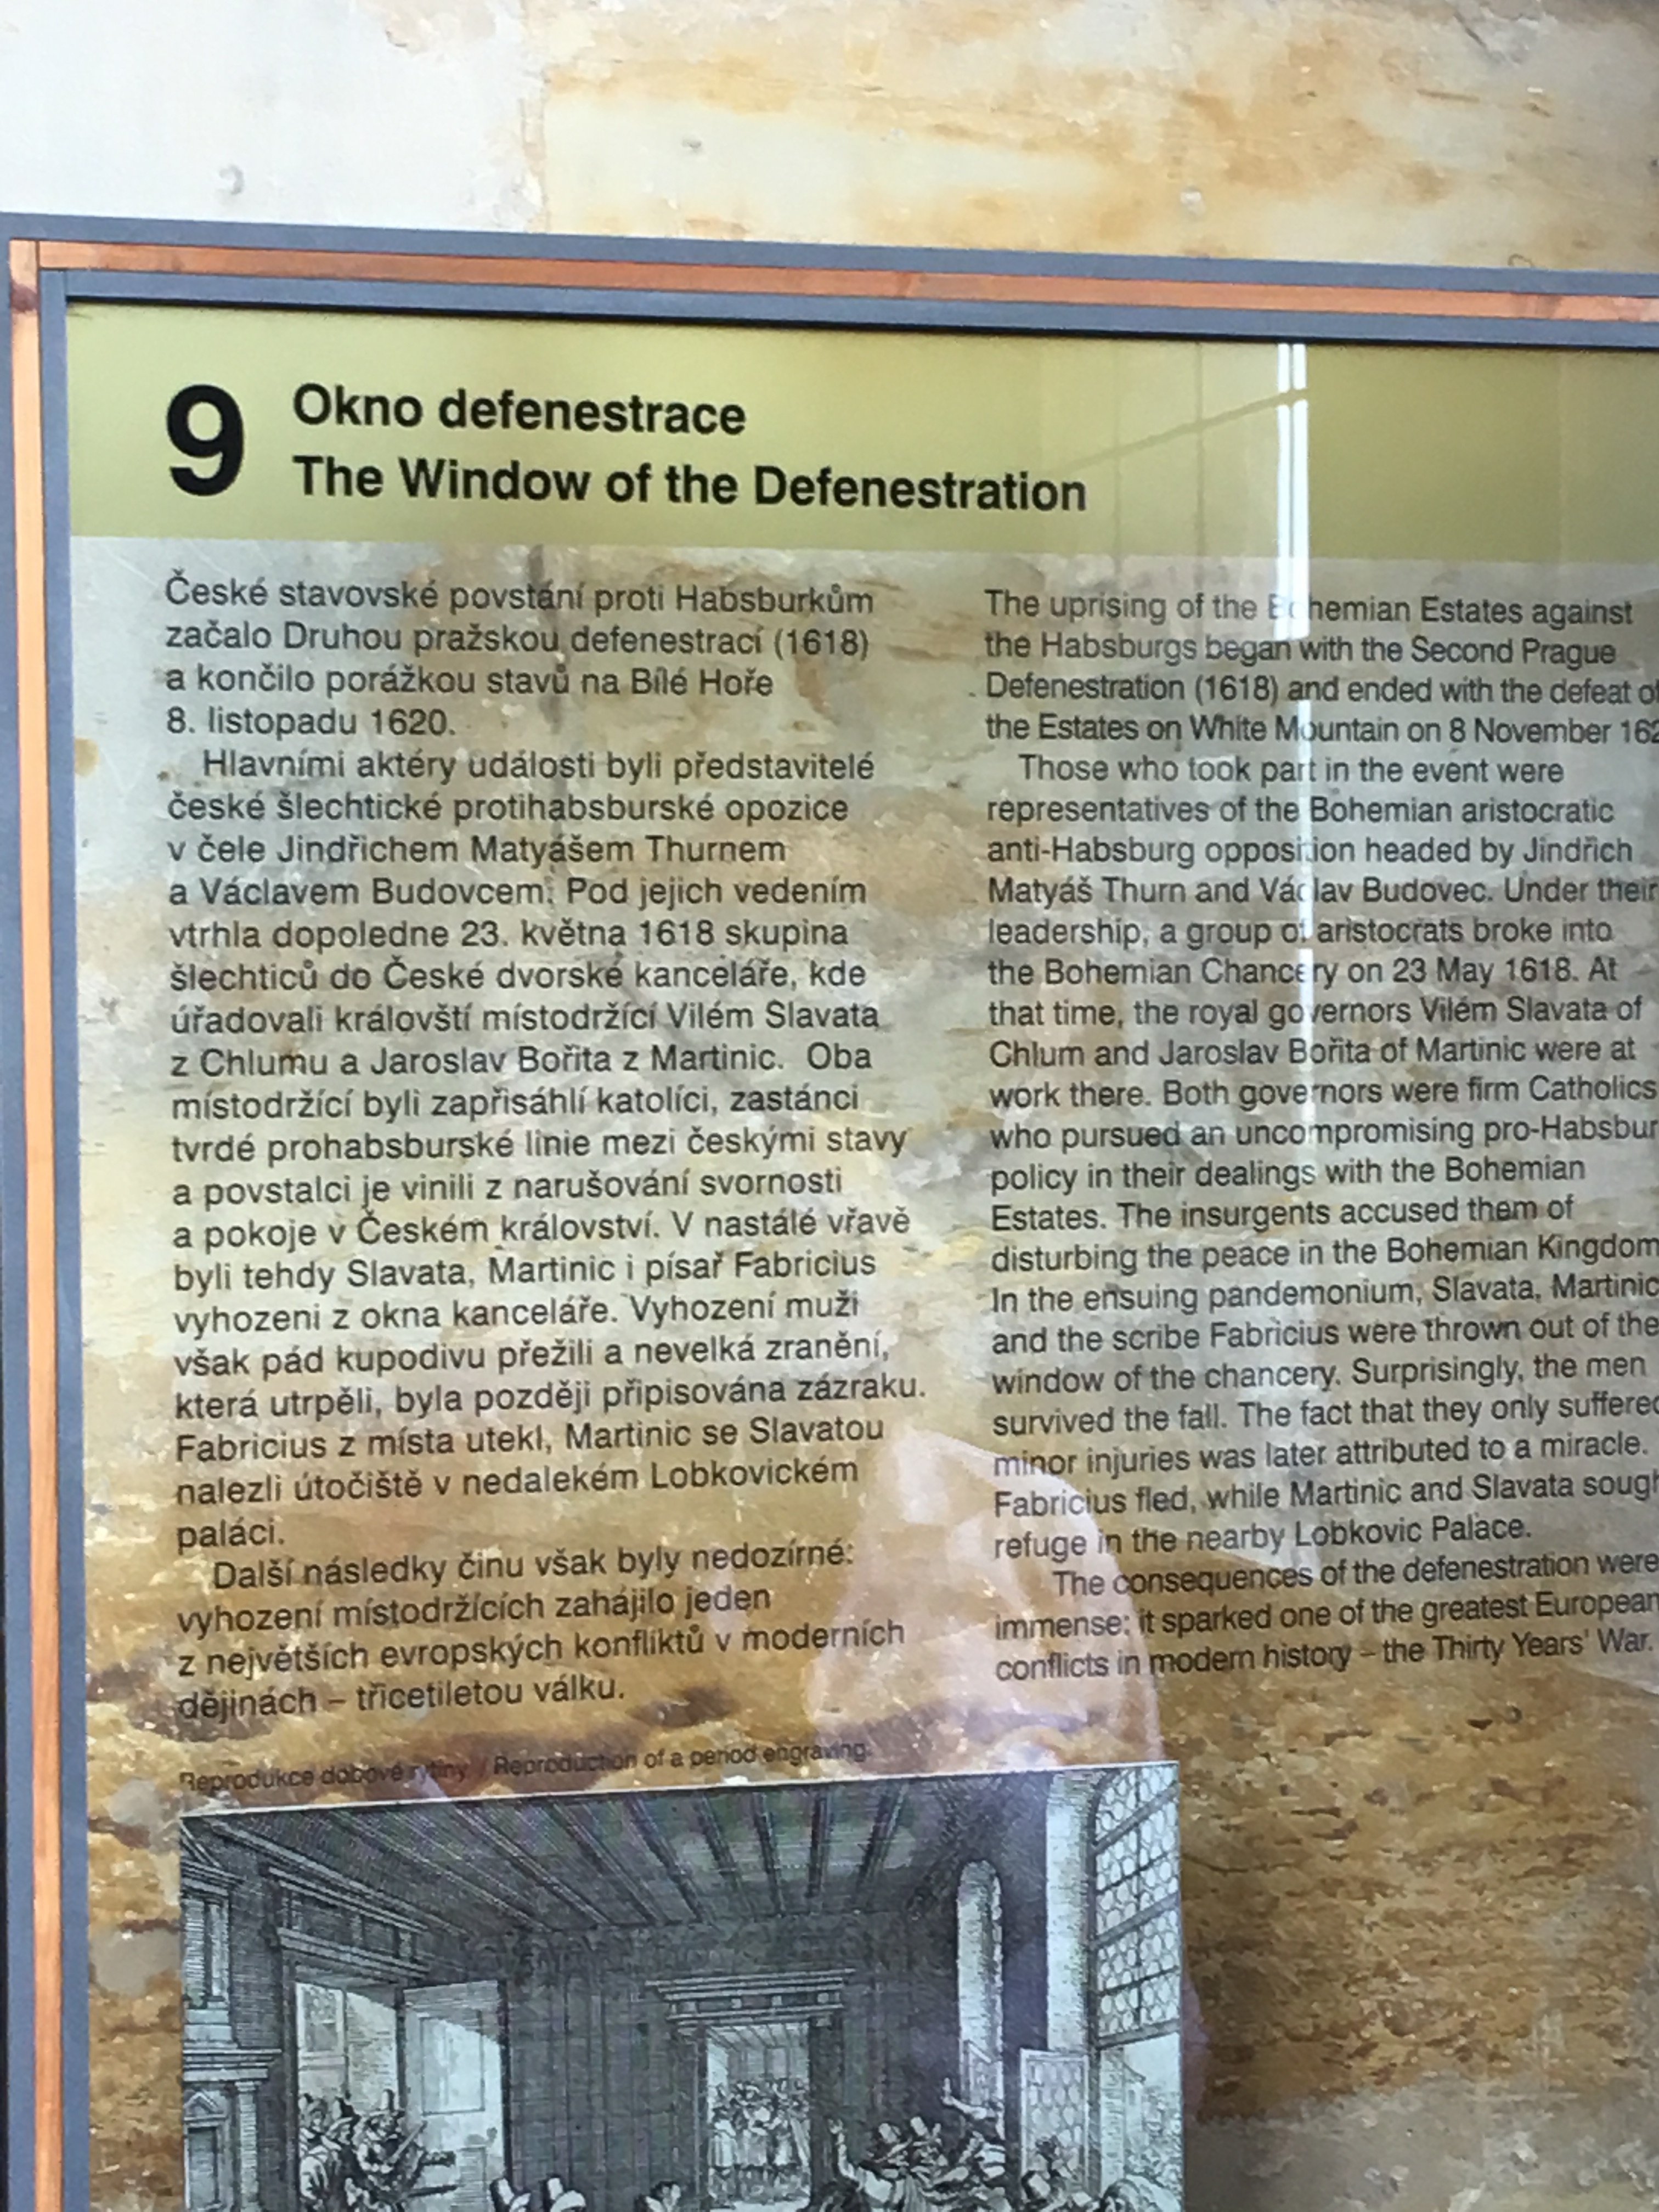 9
Okno defenestrace
The Window of the Defenestration
České stavovské povstání proti Habsburkům
začalo Druhou pražskou defenestrací (1618)
a končilo porážkou stavů na Bílé Hoře
8. listopadu 1620.
Hlavními aktéry události byli představitelé
české šlechtické protihabsburské opozice
v čele Jindřichem Matyášem Thurnem
a Václavem Budovcem. Pod jejich vedením
vtrhla dopoledne 23. května 1618 skupina
šlechticů do České dvorské kanceláře, kde
úřadovali královští místodržící Vilém Slavata
z Chlumu a Jaroslav Bořita z Martinic. Oba
místodržící byli zapřisáhlí katolíci, zastánci
tvrdé prohabsburské linie mezi českými stavy
a povstalci je vinili z narušování svornosti
a pokoje v Českém království. V nastálé vřavě
byli tehdy Slavata, Martinic i písař Fabricius
vyhozeni z okna kanceláře. Vyhození muži
však pád kupodivu přežili a nevelká zranění,
která utrpěli, byla později připisována zázraku.
Fabricius z místa utekl, Martinic se Slavatou
nalezli útočiště v nedalekém Lobkovickém
paláci.
Další následky činu však byly nedozírné:
vyhození místodržících zahájilo jeden
z největších evropských konfliktů v moderních
dějinách – třicetiletou válku.
The uprising of the Bohemian Estates against
the Habsburgs began with the Second Prague
Defenestration (1618) and ended with the defeat of
the Estates on White Mountain on 8 November 162
Those who took part in the event were
representatives of the Bohemian aristocratic
anti-Habsburg opposition headed by Jindřich
Matyáš Thurn and Václav Budovec. Under their
leadership, a group of aristocrats broke into
the Bohemian Chancery on 23 May 1618. At
that time, the royal governors Vilém Slavata of
Chlum and Jaroslav Bořita of Martinic were at
work there. Both governors were firm Catholics
who pursued an uncompromising pro-Habsbur
policy in their dealings with the Bohemian
Estates. The insurgents accused them of
disturbing the peace in the Bohemian Kingdom
In the ensuing pandemonium, Slavata, Martinic
and the scribe Fabricius were thrown out of the
window of the chancery. Surprisingly, the men
survived the fall. The fact that they only suffered
minor injuries was later attributed to a miracle.
Fabricius fled, while Martinic and Slavata sough
refuge in the nearby Lobkovic Palace.
The consequences of the defenestration were
immense: it sparked one of the greatest European
conflicts in modern history – the Thirty Years' War.
Reprodukce dobové rytiny / Reproduction of a period engraving: